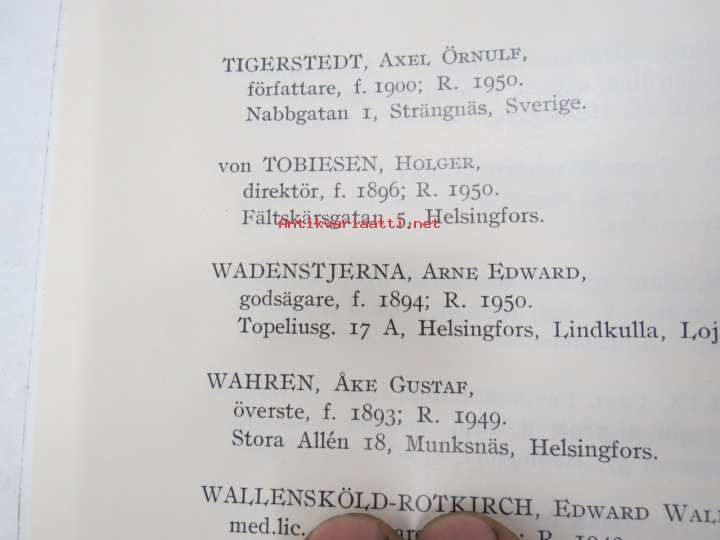 TIGERSTEDT, AXEL ÖRNULF,
författare, f. 1900; R. 1950.
Nabbgatan 1, Strängnäs, Sverige.
von TOBIESEN, HOLGER,
direktör, f. 1896; R. 1950.
Fältskärsgatan 5, Helsingfors.
Antikvariaatti.net
WADENSTJERNA, ARNE EDWARD,
godsägare, f. 1894; R. 1950.
Topeliusg. 17 A, Helsingfors, Lindkulla, Loj
WAHREN, ÅKE GUSTAF,
överste, f. 1893; R. 1949.
Stora Allén 18, Munksnäs, Helsingfors.
WALLENSKÖLD-ROTKIRCH, EDWARD WAL
med.lic. R.